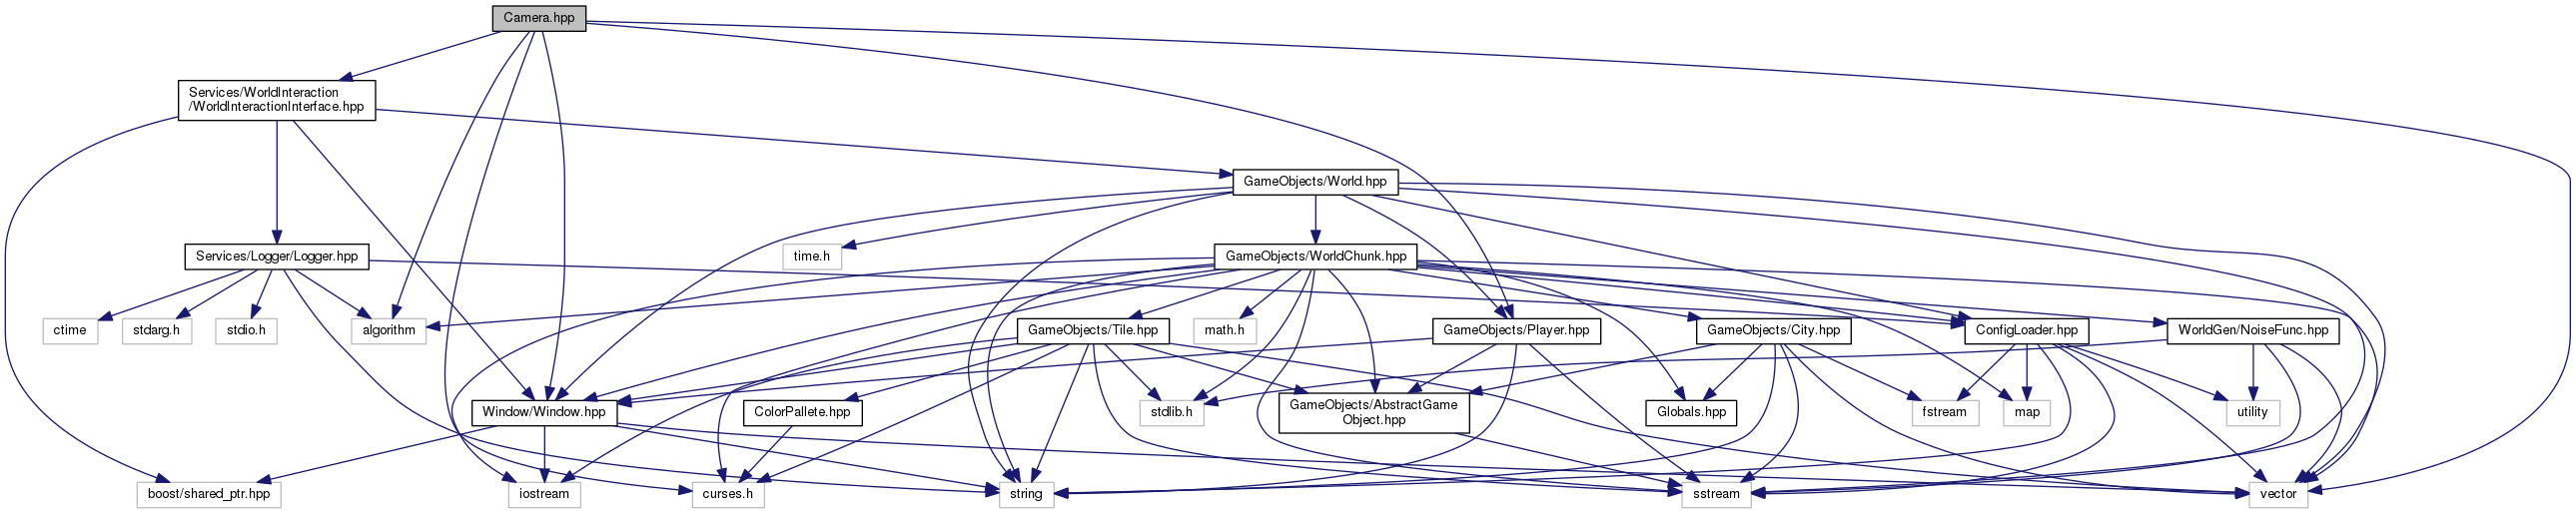 Camera.hpp
Services/WorldInteraction
/WorldInteractionInterface.hpp
GameObjects/World.hpp
Services/Logger/Logger.hpp
time.h
GameObjects/WorldChunk.hpp
ctime
stdarg.h
stdio.h
algorithm
GameObjects/Tile.hpp
math.h
GameObjects/Player.hpp
GameObjects/City.hpp
ConfigLoader.hpp
WorldGen/NoiseFunc.hpp
Window/Window.hpp
ColorPallete.hpp
stdlib.h
GameObjects/AbstractGame
Object.hpp
Globals.hpp
fstream
map
utility
boost/shared_ptr.hpp
iostream
curses.h
string
sstream
vector